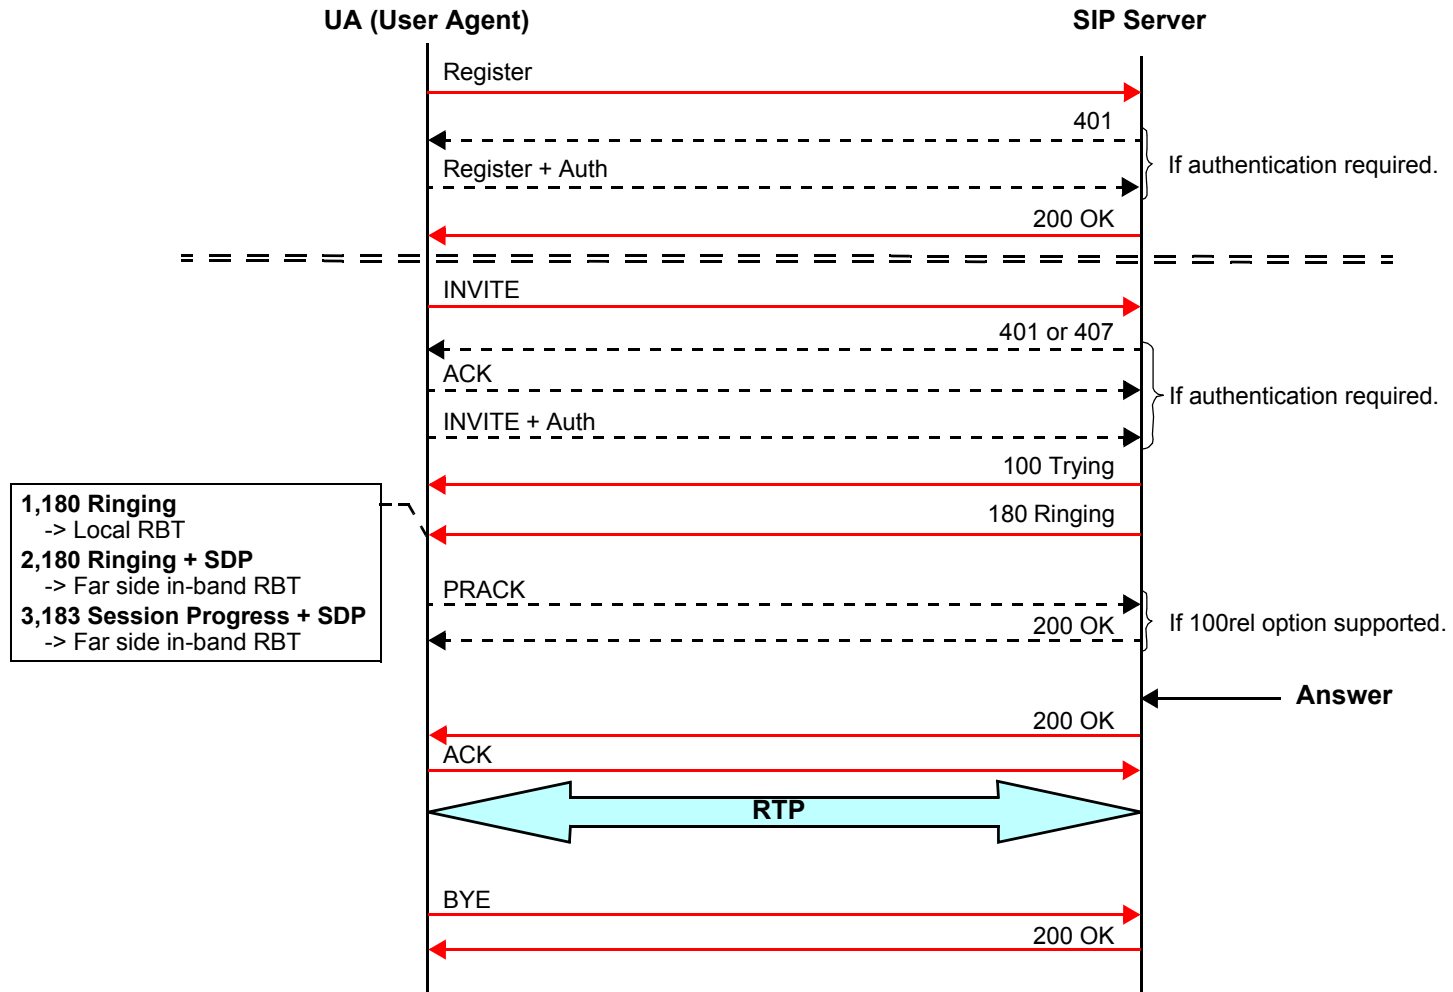 UA (User Agent)
SIP Server
Register
401
If authentication required.
Register + Auth
200 OK
INVITE
401 or 407
ACK
If authentication required.
INVITE + Auth
100 Trying
180 Ringing
1,180 Ringing
-> Local RBT
2,180 Ringing + SDP
-> Far side in-band RBT
3,183 Session Progress + SDP
-> Far side in-band RBT
PRACK
200 OK
If 100rel option supported.
Answer
200 OK
ACK
RTP
BYE
200 OK